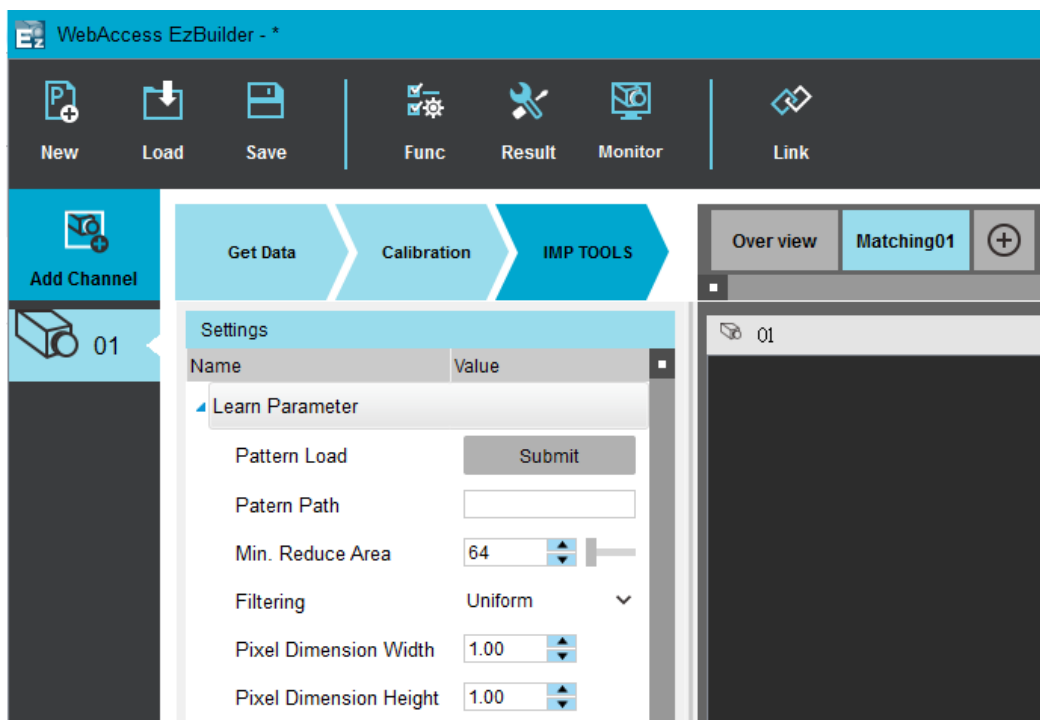 WebAccess EzBuilder - *
New Load Save Func Result Monitor Link
Add Channel
01
Get Data Calibration IMP TOOLS
Over view Matching01
Settings
01
Name Value
Learn Parameter
Pattern Load Submit
Patern Path
Min. Reduce Area 64
Filtering Uniform
Pixel Dimension Width 1.00
Pixel Dimension Height 1.00